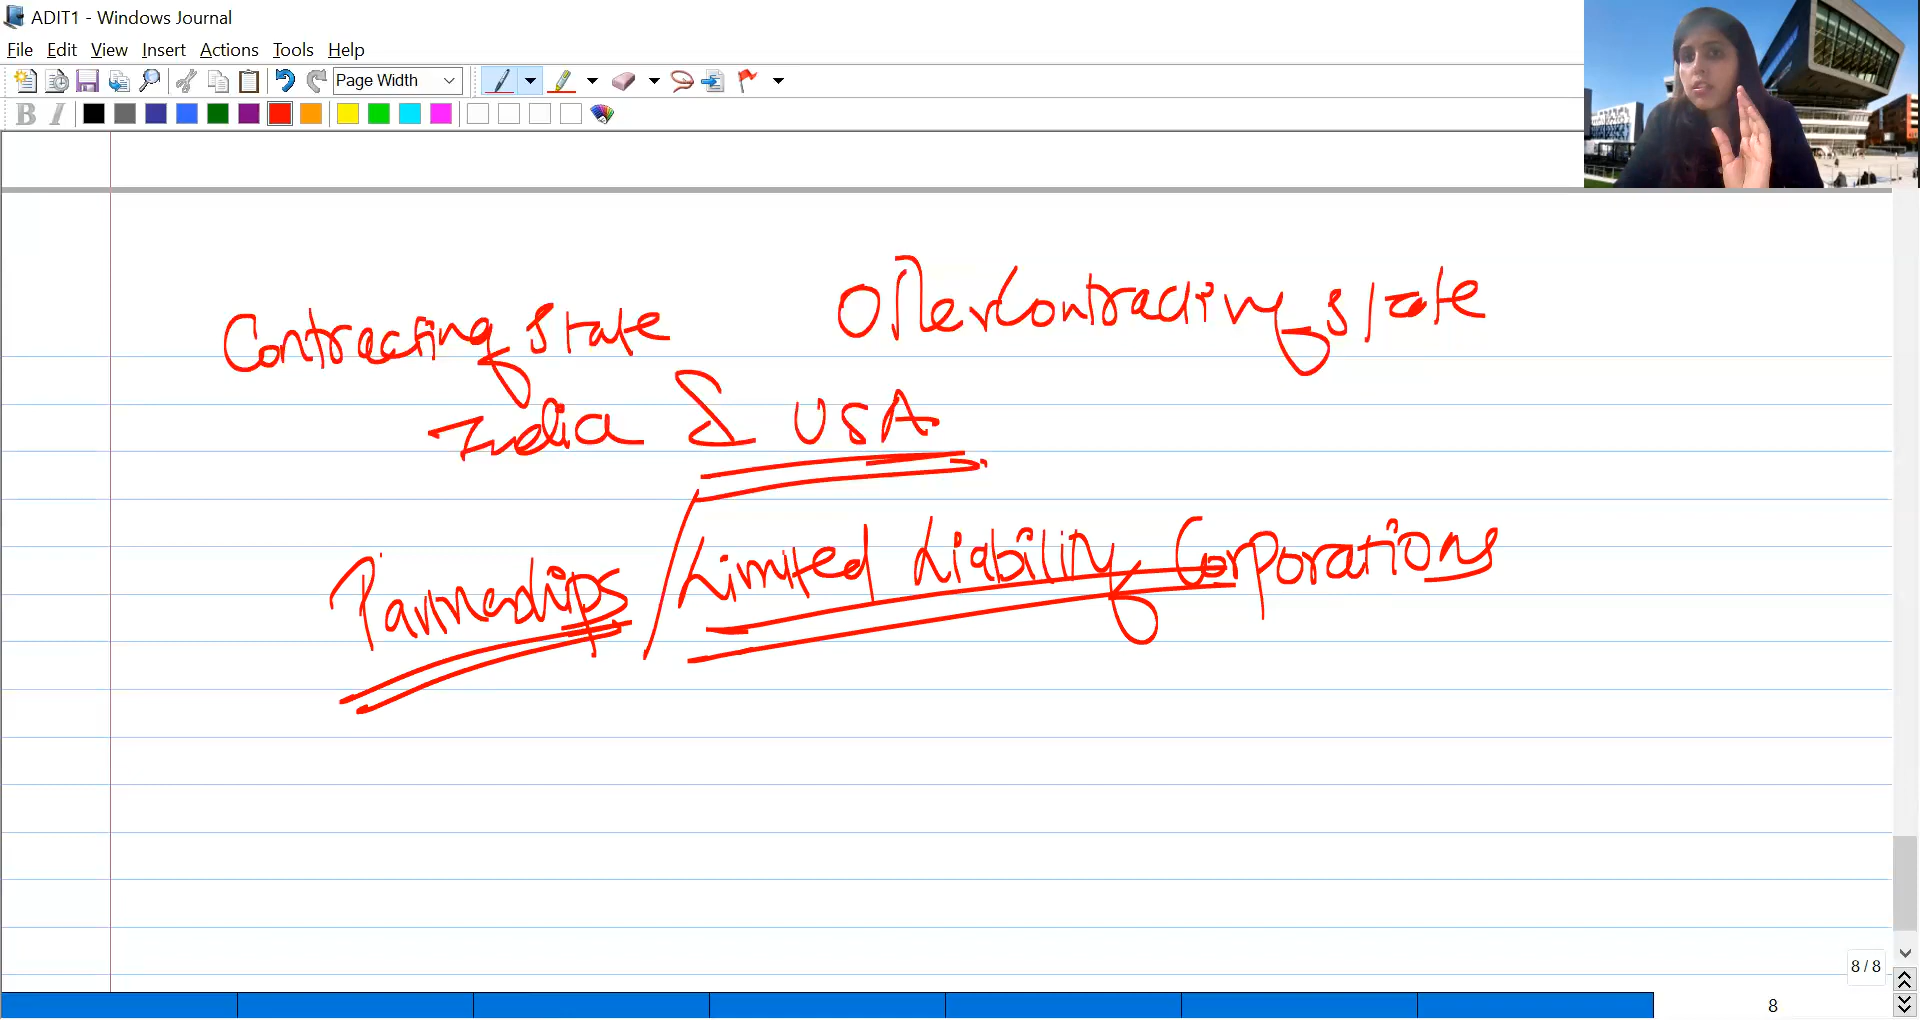 ADIT1 - Windows Journal
File Edit View Insert Actions Tools Help
Page Width
B I
Contracting State Other Contracting State
India & USA
Partnerships / Limited Liability Corporations
8 / 8
8